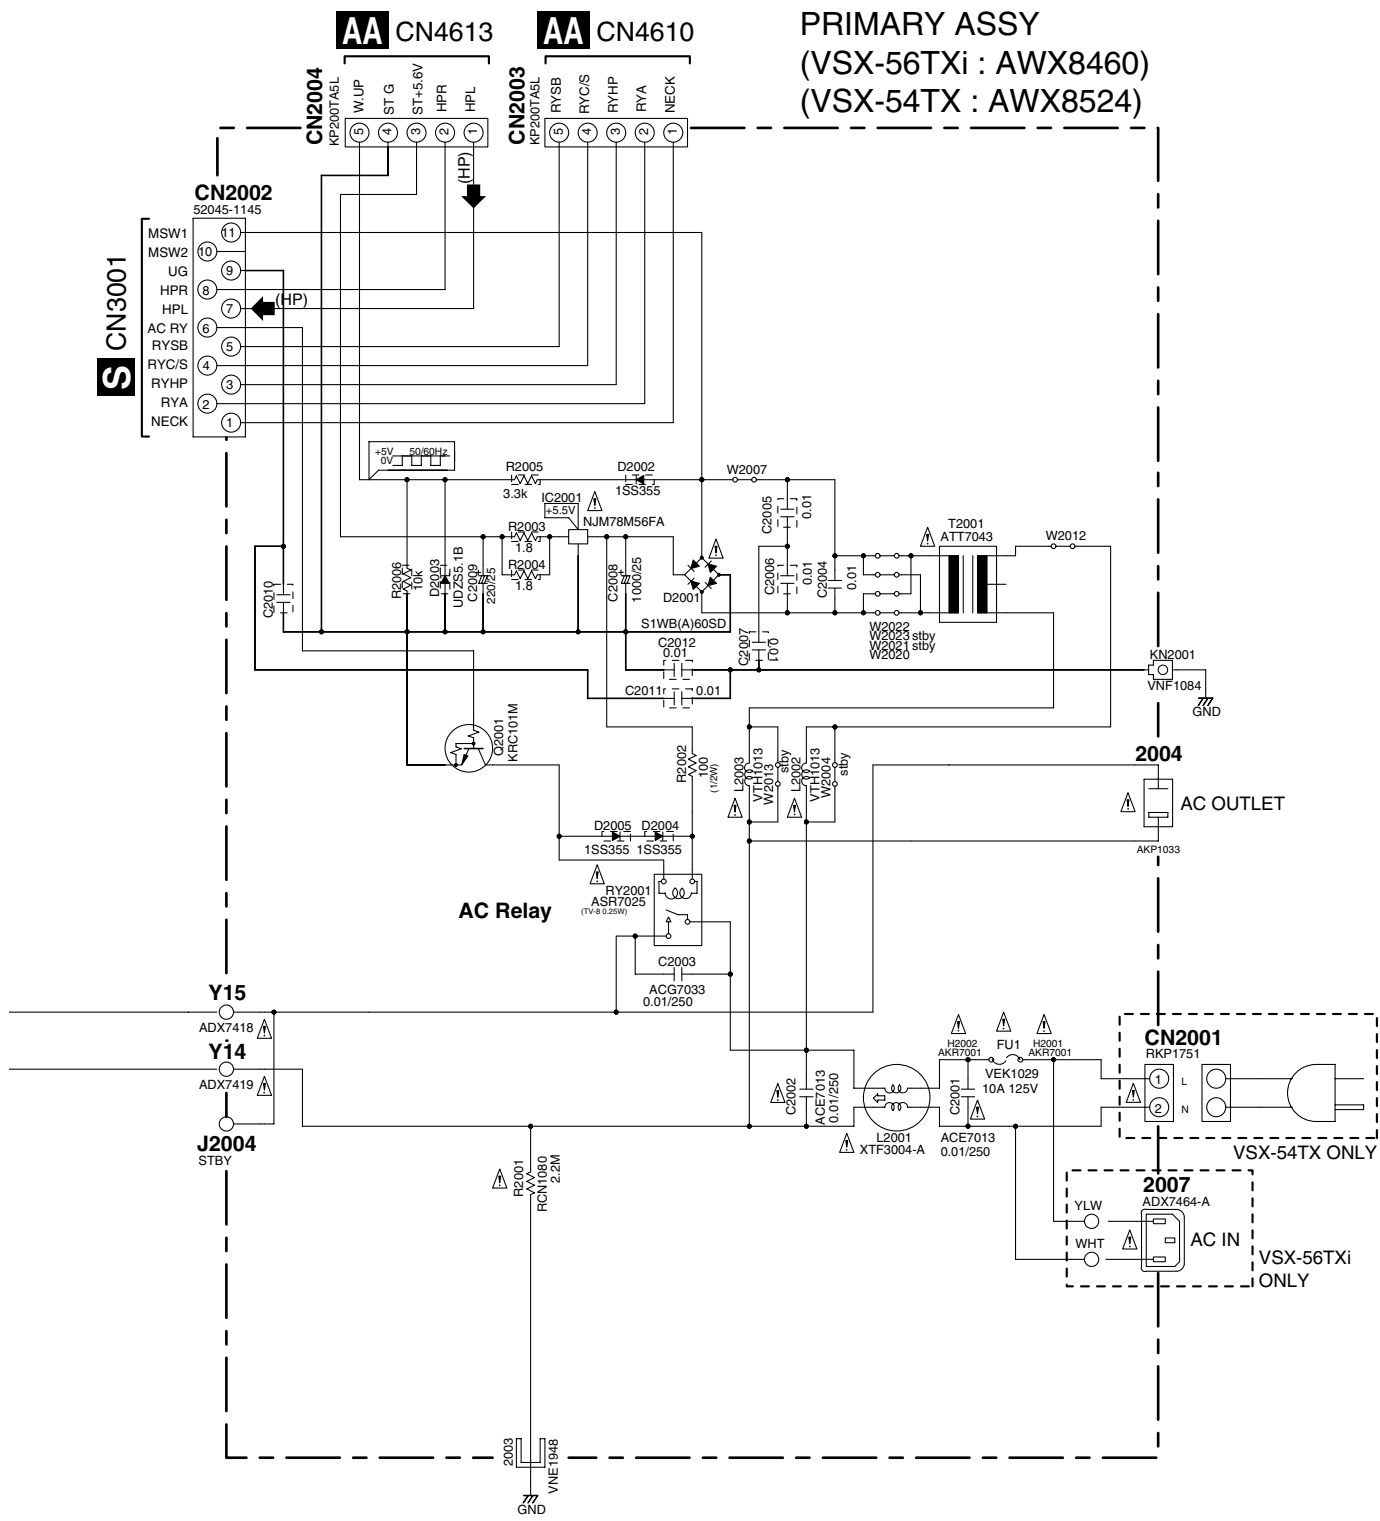 AA CN4613
AA CN4610
PRIMARY ASSY
(VSX-56TXi : AWX8460)
(VSX-54TX : AWX8524)
CN2004
KP200TA5L
W.UP
ST G
ST+5.6V
HPR
HPL
5 4 3 2 1
CN2003
KP200TA5L
RYSB
RYC/S
RYHP
RYA
NECK
5 4 3 2 1
(HP)
CN2002
52045-1145
S CN3001
MSW1 11
MSW2 10
UG 9
HPR 8
HPL 7
(HP)
AC RY 6
RYSB 5
RYC/S 4
RYHP 3
RYA 2
NECK 1
+5V 50/60Hz
0V
R2005
3.3k
D2002
1SS355
W2007
IC2001
+5.5V
NJM78M56FA
R2003
1.8
R2004
1.8
C2005
0.01
T2001
ATT7043
W2012
C2010
R2006
10k
D2003
UDZS5.1B
C2009
220/25
C2008
1000/25
D2001
S1WB(A)60SD
C2006
0.01
C2004
0.01
W2022
W2023 stby
W2021 stby
W2020
C2007
0.01
C2012
0.01
C2011 0.01
KN2001
VNF1084
GND
Q2001
KRC101M
R2002
100
(1/2W)
L2003
VTH1013
W2013
stby
L2002
VTH1013
W2004
stby
2004
AC OUTLET
AKP1033
D2005
1SS355
D2004
1SS355
RY2001
ASR7025
(TV-8 0.25W)
AC Relay
C2003
ACG7033
0.01/250
Y15
ADX7418
Y14
ADX7419
J2004
STBY
H2002
AKR7001
FU1
VEK1029
10A 125V
H2001
AKR7001
CN2001
RKP1751
1 L
2 N
VSX-54TX ONLY
C2002
ACE7013
0.01/250
L2001
XTF3004-A
C2001
ACE7013
0.01/250
R2001
RCN1080
2.2M
2007
ADX7464-A
YLW
WHT
AC IN
VSX-56TXi
ONLY
2003
VNE1948
GND